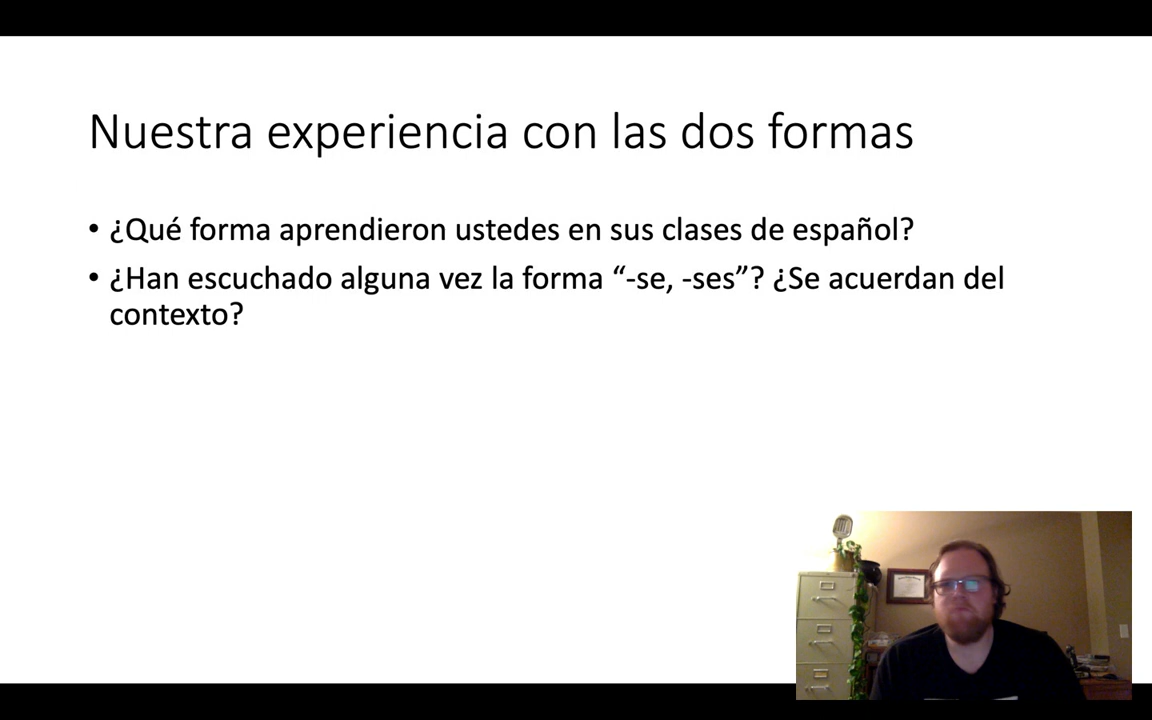 Nuestra experiencia con las dos formas
• ¿Qué forma aprendieron ustedes en sus clases de español?
• ¿Han escuchado alguna vez la forma “-se, -ses”? ¿Se acuerdan del
contexto?